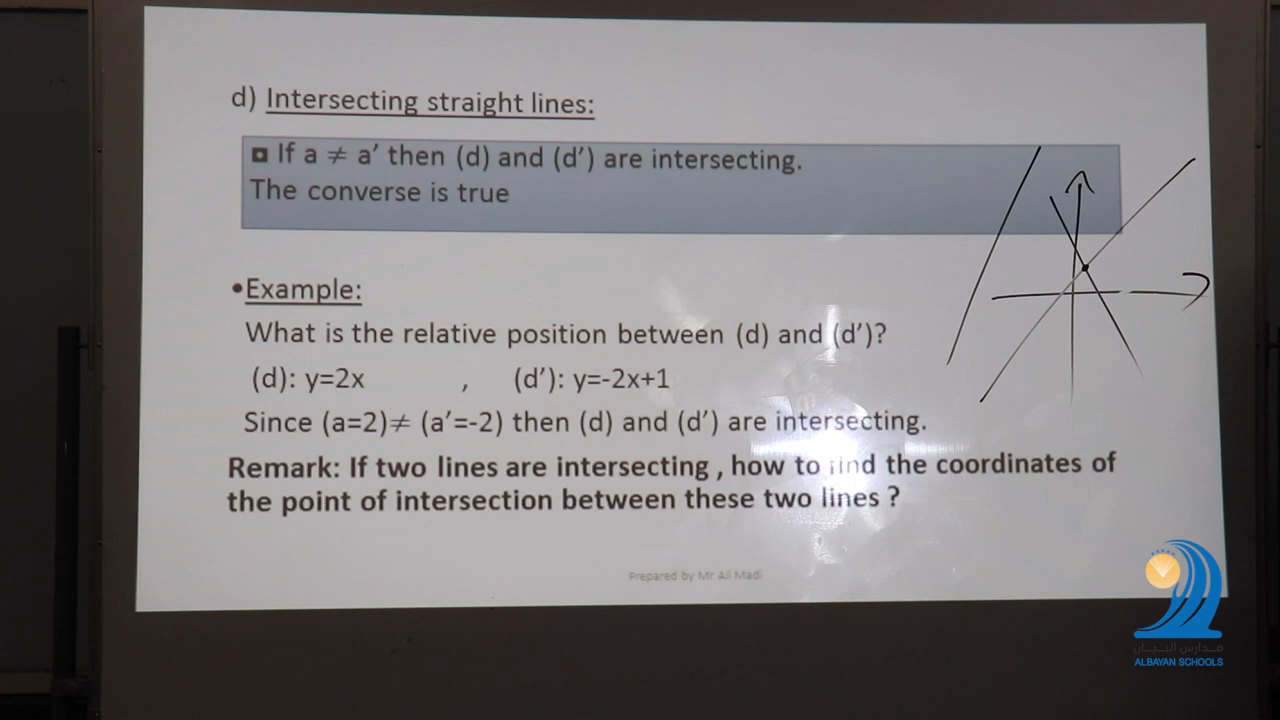 d) Intersecting straight lines:
◘ If a ≠ a’ then (d) and (d’) are intersecting.
The converse is true
•Example:
What is the relative position between (d) and (d’)?
(d): y=2x , (d’): y=-2x+1
Since (a=2)≠ (a’=-2) then (d) and (d’) are intersecting.
Remark: If two lines are intersecting , how to find the coordinates of
the point of intersection between these two lines ?
Prepared by Mr Ali Madi
مــدارس البـيــان
ALBAYAN SCHOOLS